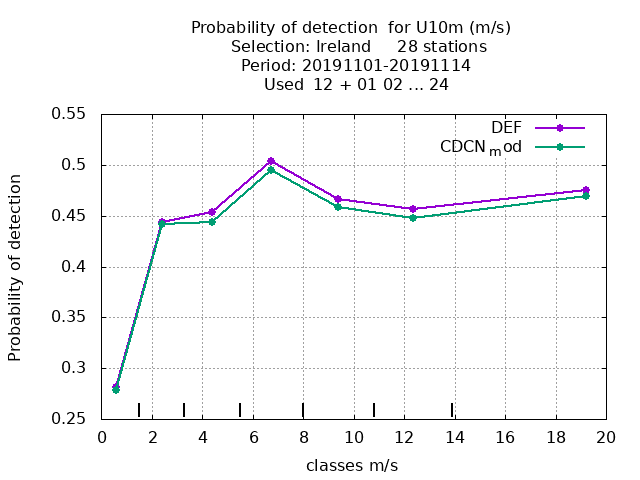 Probability of detection  for U10m (m/s)
Selection: Ireland     28 stations
Period: 20191101-20191114
Used  12 + 01 02 ... 24
DEF
CDCN_mod
Probability of detection
0.55
0.5
0.45
0.4
0.35
0.3
0.25
0 2 4 6 8 10 12 14 16 18 20
classes m/s